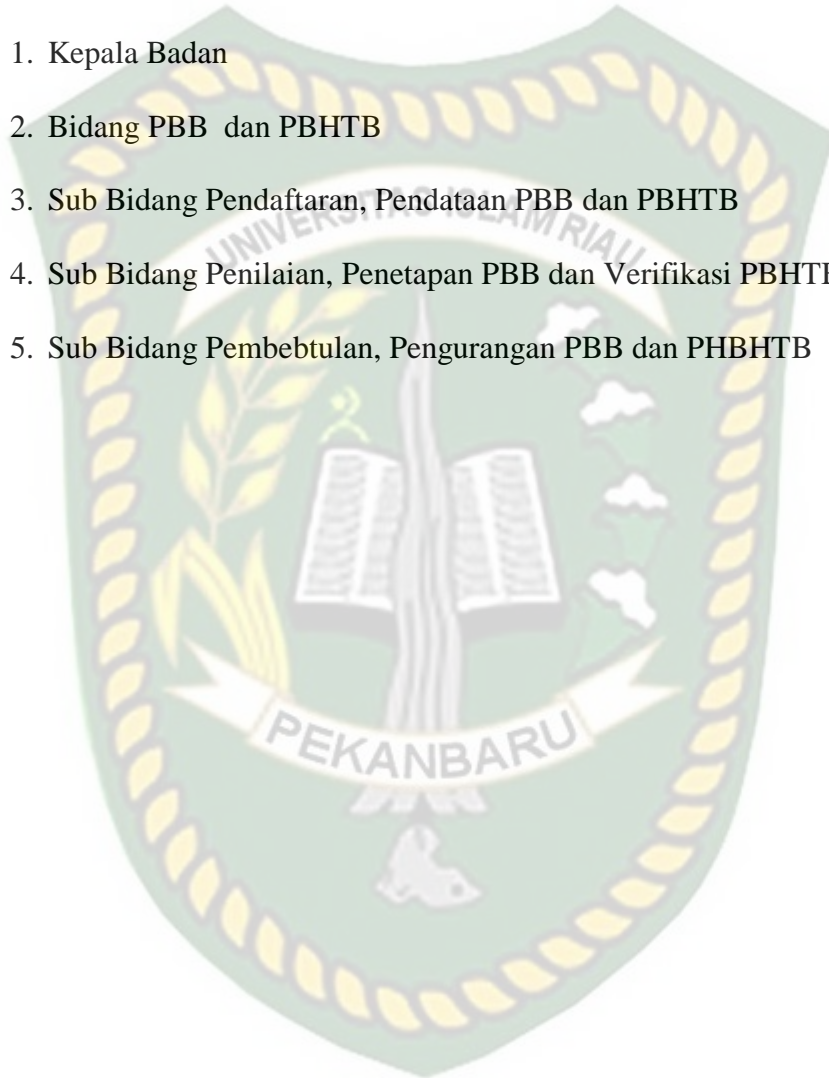 1. Kepala Badan
2. Bidang PBB dan PBHTB
3. Sub Bidang Pendaftaran, Pendataan PBB dan PBHTB
UNIVERSITAS ISLAM RIAU
4. Sub Bidang Penilaian, Penetapan PBB dan Verifikasi PBHTB
5. Sub Bidang Pembebtulan, Pengurangan PBB dan PHBHTB
PEKANBARU